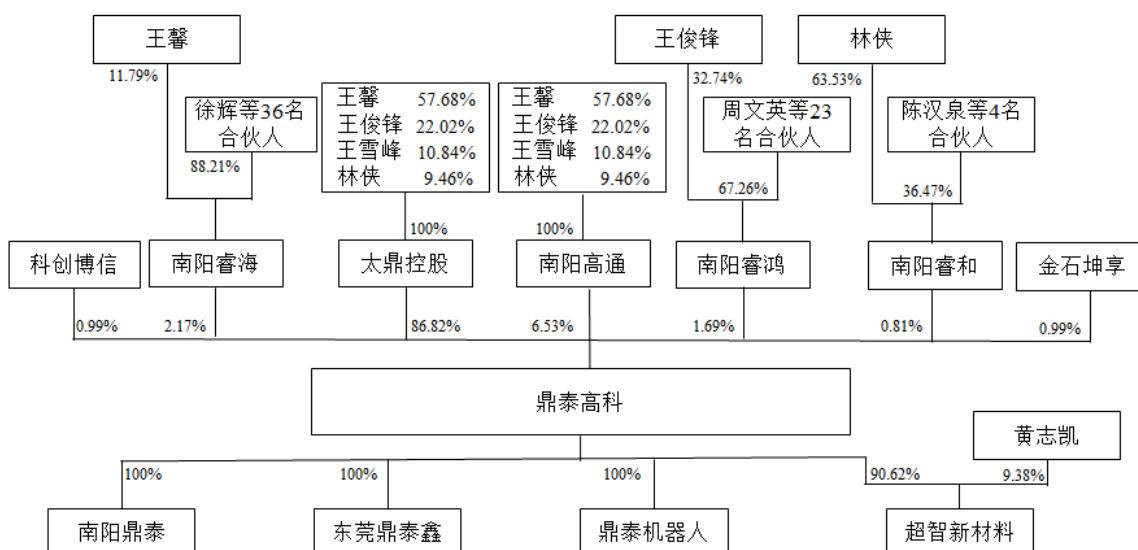 王馨
王俊锋
林侠
11.79%
32.74%
63.53%
徐辉等36名
合伙人
88.21%
王馨 57.68%
王俊锋 22.02%
王雪峰 10.84%
林侠 9.46%
王馨 57.68%
王俊锋 22.02%
王雪峰 10.84%
林侠 9.46%
周文英等23
名合伙人
67.26%
陈汉泉等4名
合伙人
36.47%
100%
100%
科创博信
南阳睿海
太鼎控股
南阳高通
南阳睿鸿
南阳睿和
金石坤享
0.99%
2.17%
86.82%
6.53%
1.69%
0.81%
0.99%
鼎泰高科
黄志凯
100%
100%
100%
90.62%
9.38%
南阳鼎泰
东莞鼎泰鑫
鼎泰机器人
超智新材料